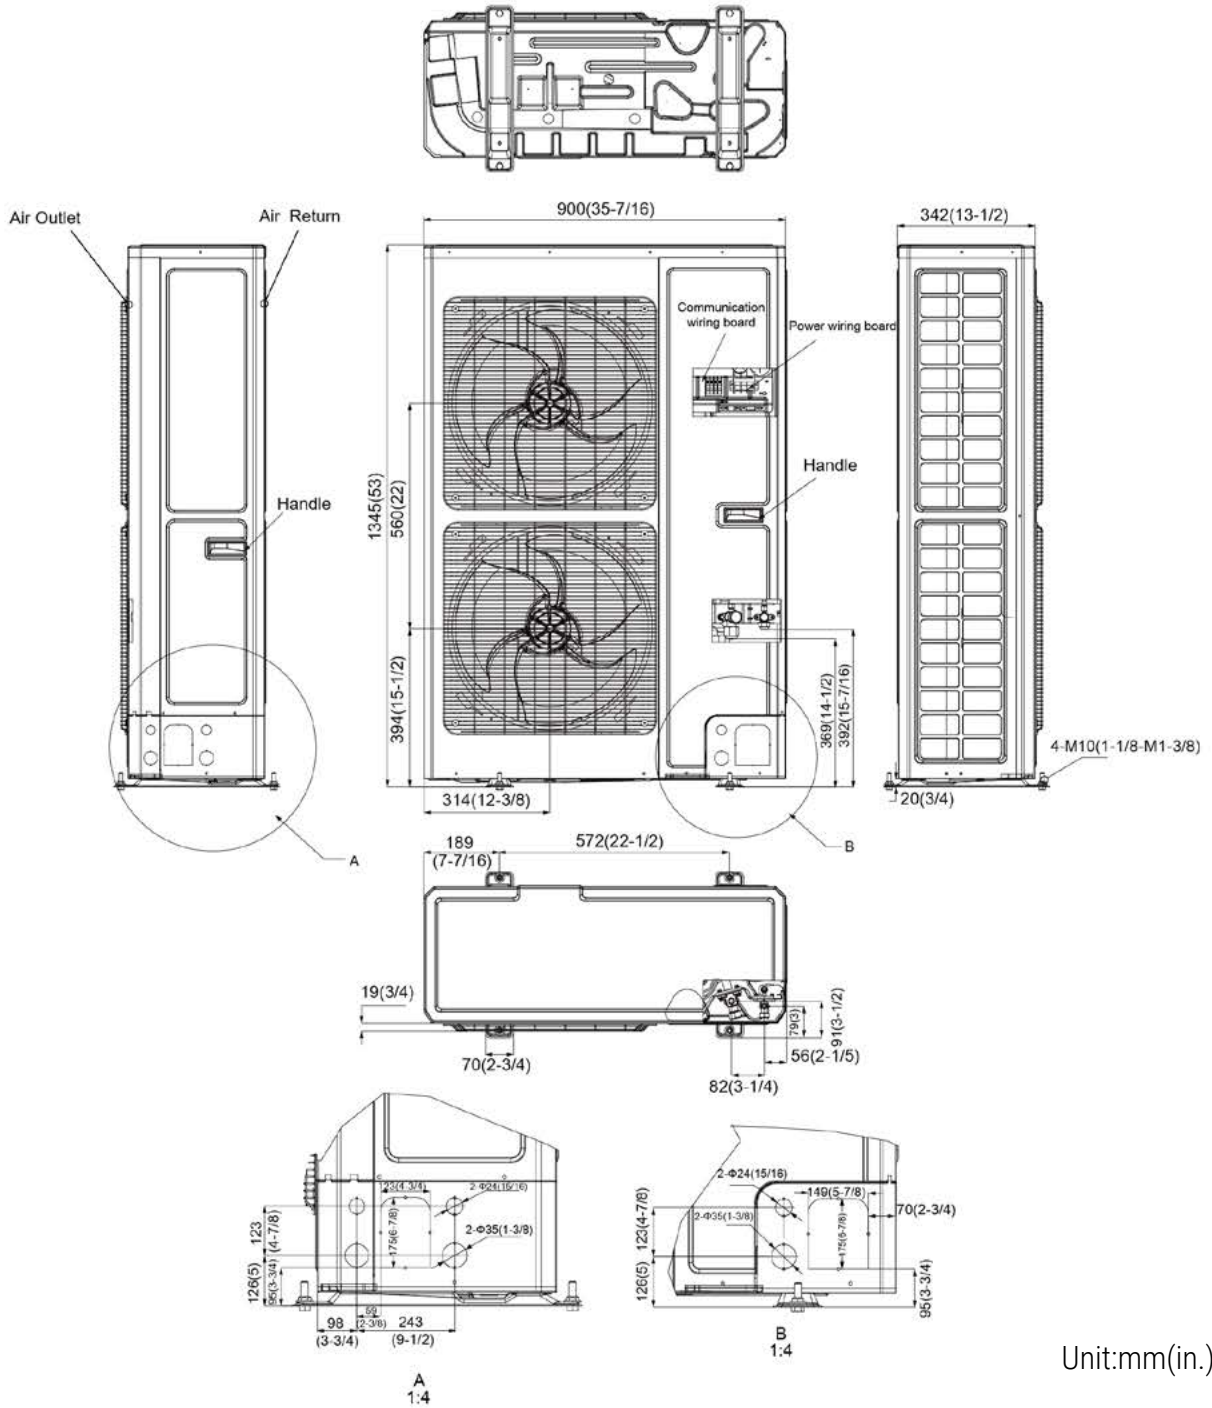 900(35-7/16)
342(13-1/2)
Air Outlet
Air Return
Communication
wiring board
Power wiring board
Handle
Handle
1345(53)
560(22)
394(15-1/2)
369(14-1/2)
392(15-7/16)
4-M10(1-1/8-M1-3/8)
20(3/4)
314(12-3/8)
A
B
189
(7-7/16)
572(22-1/2)
19(3/4)
79(3)
91(3-1/2)
70(2-3/4)
56(2-1/5)
82(3-1/4)
123(4-3/4)
2-Φ24(15/16)
123
(4-7/8)
175(6-7/8)
2-Φ35(1-3/8)
126(5)
95(3-3/4)
59
(2-3/8)
98
(3-3/4)
243
(9-1/2)
A
1:4
2-Φ24(15/16)
149(5-7/8)
123(4-7/8)
2-Φ35(1-3/8)
175(6-7/8)
70(2-3/4)
126(5)
95(3-3/4)
B
1:4
Unit:mm(in.)